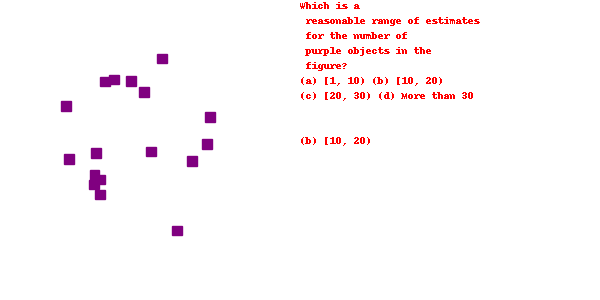 Which is a
reasonable range of estimates
for the number of
purple objects in the
figure?
(a) [1, 10) (b) [10, 20)
(c) [20, 30) (d) More than 30
(b) [10, 20)